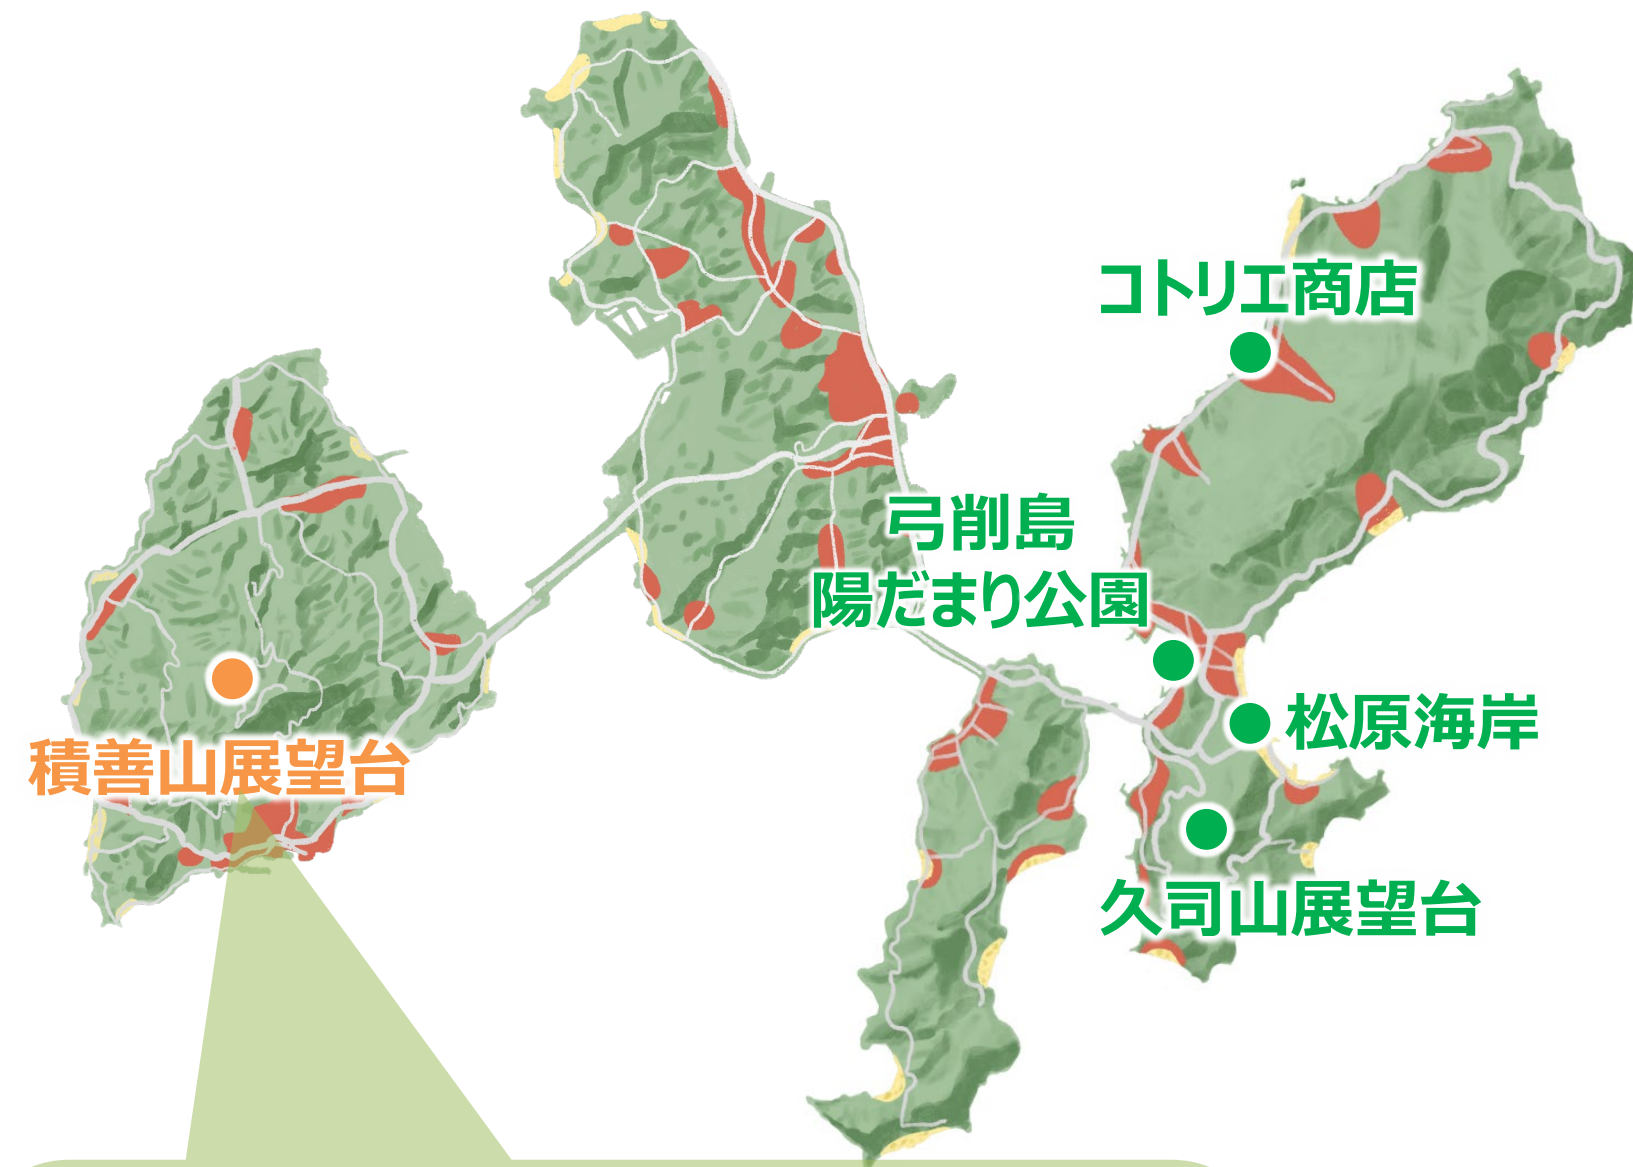 コトリエ商店
弓削島
陽だまり公園
松原海岸
積善山展望台
久司山展望台